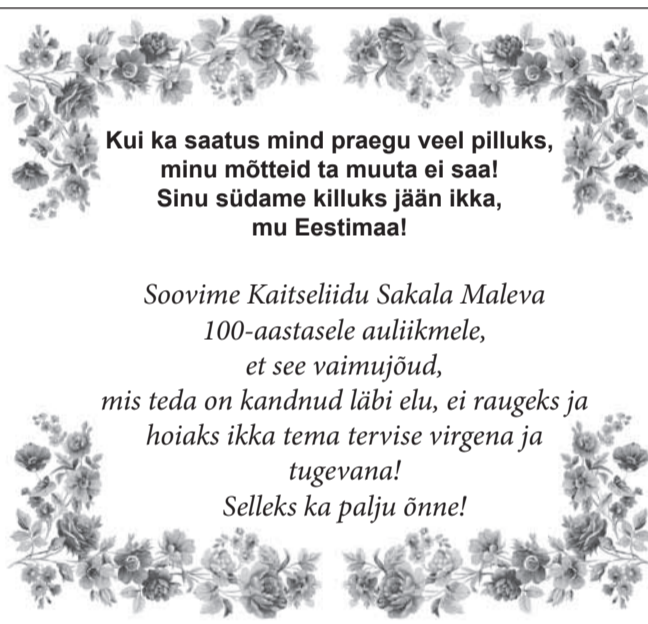 Kui ka saatus mind praegu veel pilluks,
minu mõtteid ta muuta ei saa!
Sinu südame killuks jään ikka,
mu Eestimaa!
Soovime Kaitseliidu Sakala Maleva
100-aastasele auliikmele,
et see vaimujõud,
mis teda on kandnud läbi elu, ei raugeks ja
hoiaks ikka tema tervise virgena ja
tugevana!
Selleks ka palju õnne!